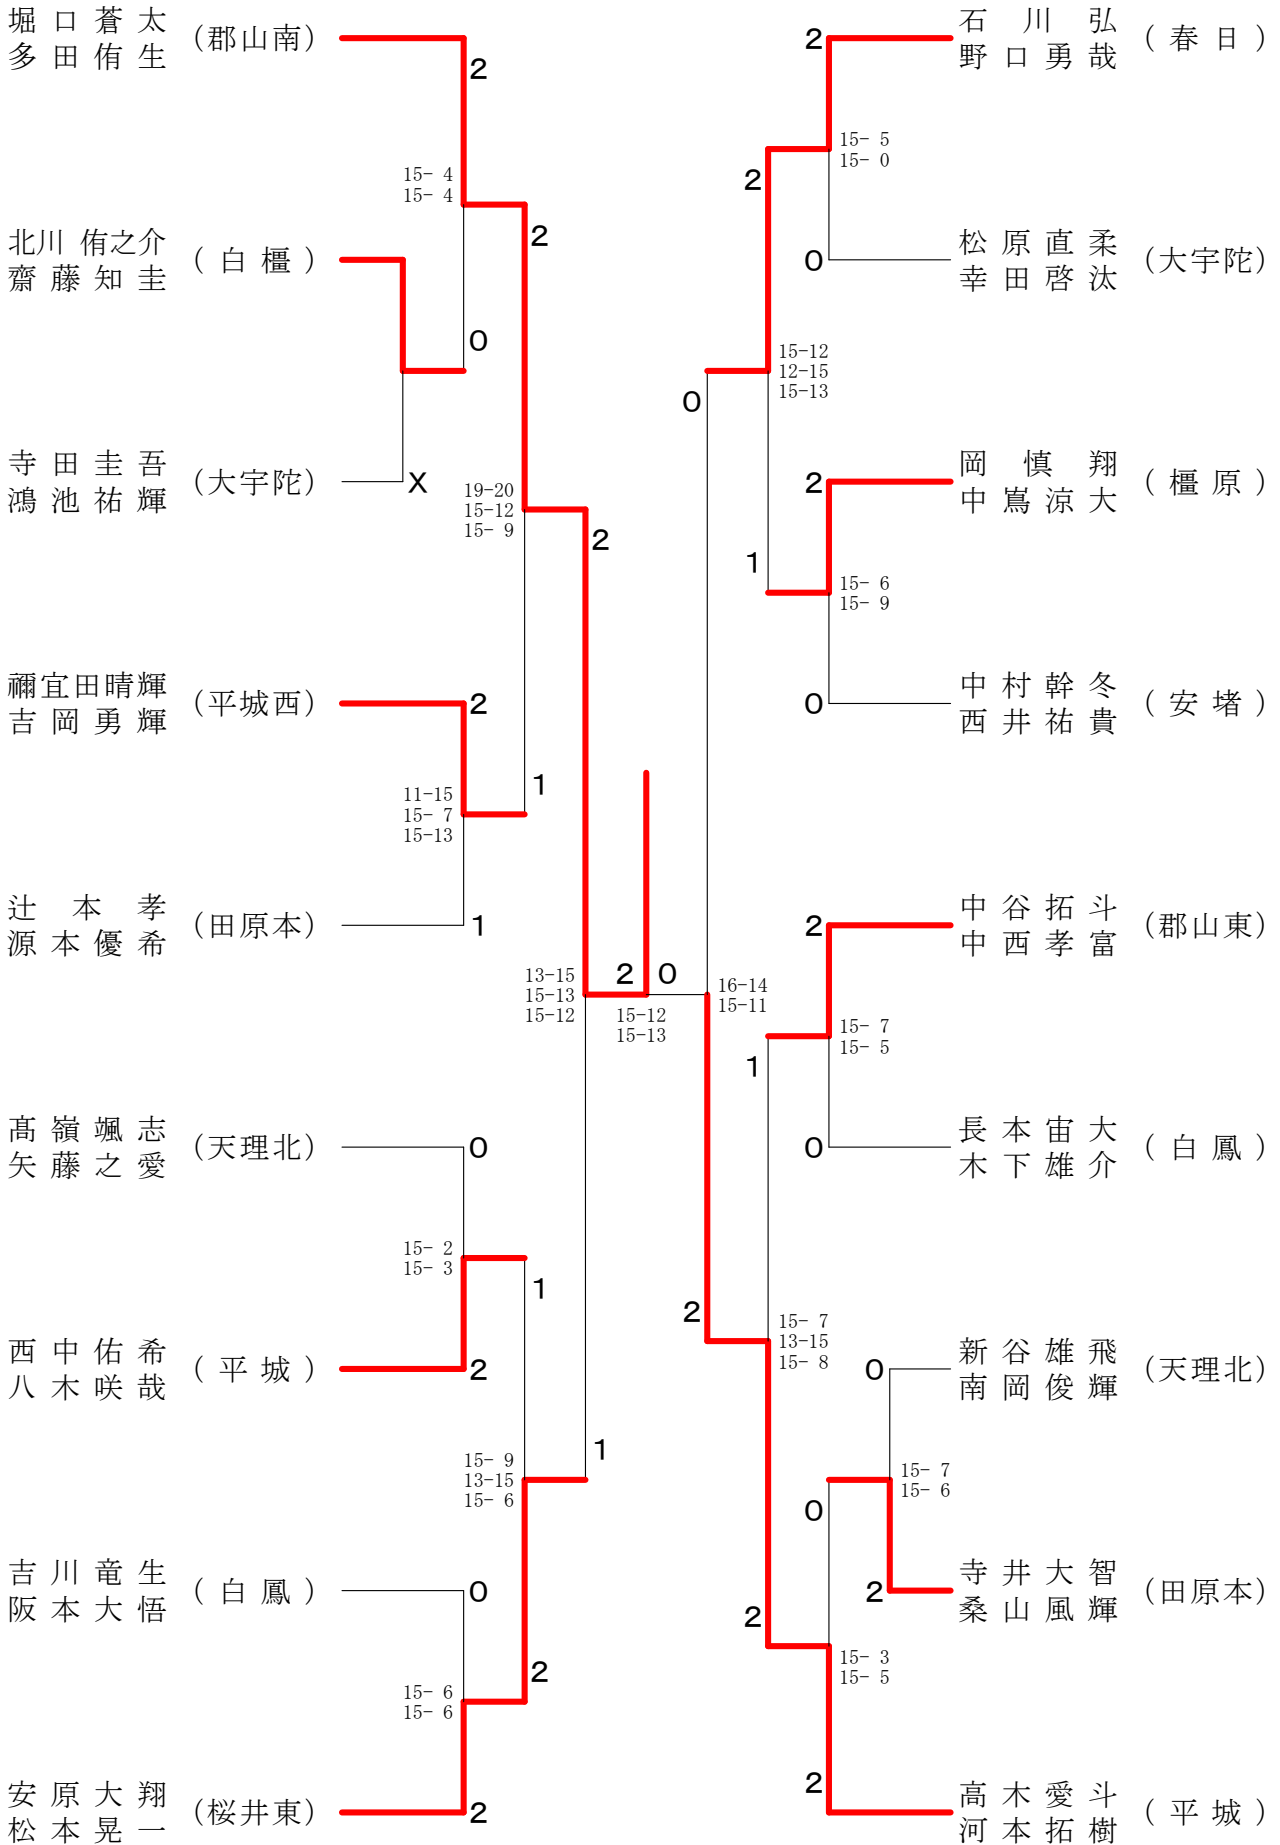 堀口蒼太
多田侑生
(郡山南)
2
15- 4
15- 4
2
北川 侑之介
齋藤知圭
(白橿)
0
寺田圭吾
鴻池祐輝
(大宇陀)
X
19-20
15-12
15- 9
2
禰宜田晴輝
吉岡勇輝
(平城西)
2
11-15
15- 7
15-13
1
辻本孝
源本優希
(田原本)
1
13-15
15-13
15-12
2 0
15-12
15-13
髙嶺颯志
矢藤之愛
(天理北)
0
15- 2
15- 3
1
西中佑希
八木咲哉
(平城)
2
15- 9
13-15
15- 6
1
吉川竜生
阪本大悟
(白鳳)
0
15- 6
15- 6
2
安原大翔
松本晃一
(桜井東)
2
2
石川弘
野口勇哉
(春日)
15- 5
15- 0
2
0
松原直柔
幸田啓汰
(大宇陀)
15-12
12-15
15-13
0
2
岡慎翔
中嶌涼大
(橿原)
1
15- 6
15- 9
0
中村幹冬
西井祐貴
(安堵)
2
中谷拓斗
中西孝富
(郡山東)
16-14
15-11
15- 7
15- 5
1
0
長本宙大
木下雄介
(白鳳)
2
15- 7
13-15
15- 8
0
新谷雄飛
南岡俊輝
(天理北)
15- 7
15- 6
0
2
寺井大智
桑山風輝
(田原本)
2
15- 3
15- 5
2
高木愛斗
河本拓樹
(平城)